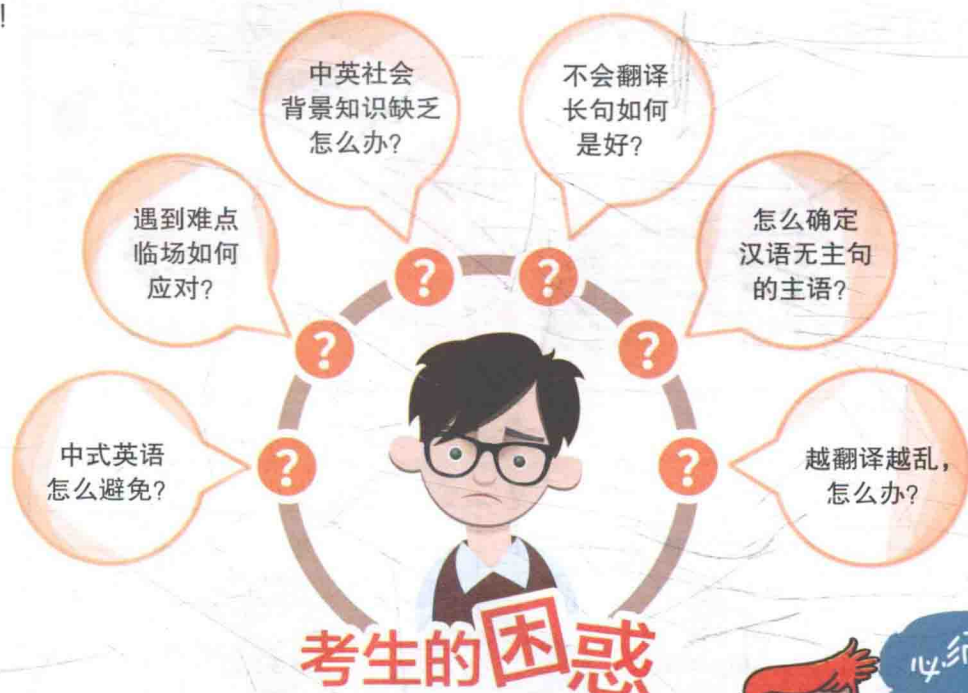 !
中英社会
背景知识缺乏
怎么办?
不会翻译
长句如何
是好?
遇到难点
临场如何
应对?
怎么确定
汉语无主句
的主语?
中式英语
怎么避免?
越翻译越乱，
怎么办?
? ? ? ? ? ?
考生的困惑
必须